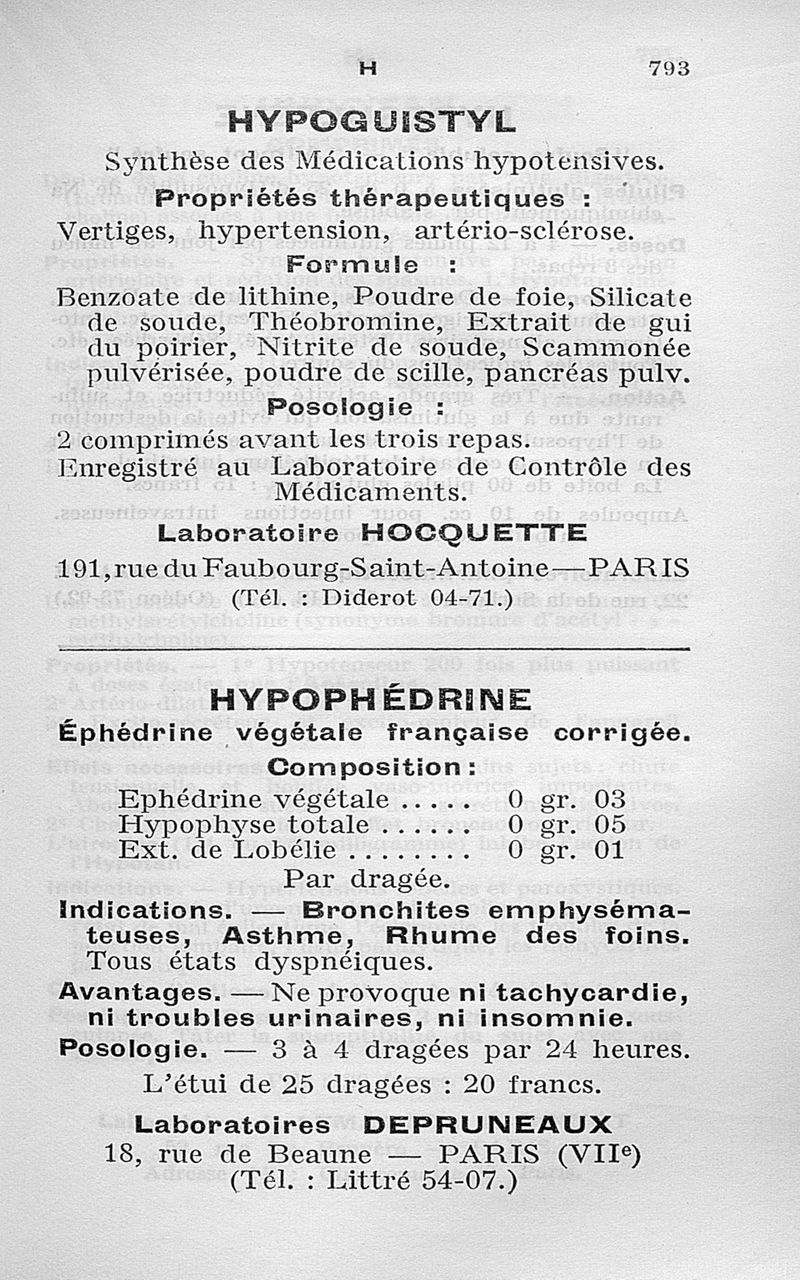 H 793
HYPOGUISTYL
Synthèse des Médications hypotensives.
Propriétés thérapeutiques :
Vertiges, hypertension, artério-sclérose.
Formule :
Benzoate de lithine, Poudre de foie, Silicate
de soude, Théobromine, Extrait de gui
du poirier, Nitrite de soude, Scammonée
pulvérisée, poudre de scille, pancréas pulv.
Posologie :
2 comprimés avant les trois repas.
Enregistré au Laboratoire de Contrôle des
Médicaments.
Laboratoire HOCQUETTE
191, rue du Faubourg-Saint-Antoine — PARIS
(Tél. : Diderot 04-71.)
HYPOPHÉDRINE
Éphédrine végétale française corrigée.
Composition :
Ephédrine végétale ..... 0 gr. 03
Hypophyse totale ...... 0 gr. 05
Ext. de Lobélie ........ 0 gr. 01
Par dragée.
Indications. — Bronchites emphyséma-
teuses, Asthme, Rhume des foins.
Tous états dyspnéiques.
Avantages. — Ne provoque ni tachycardie,
ni troubles urinaires, ni insomnie.
Posologie. — 3 à 4 dragées par 24 heures.
L'étui de 25 dragées : 20 francs.
Laboratoires DEPRUNEAUX
18, rue de Beaune — PARIS (VIIe)
(Tél. : Littré 54-07.)